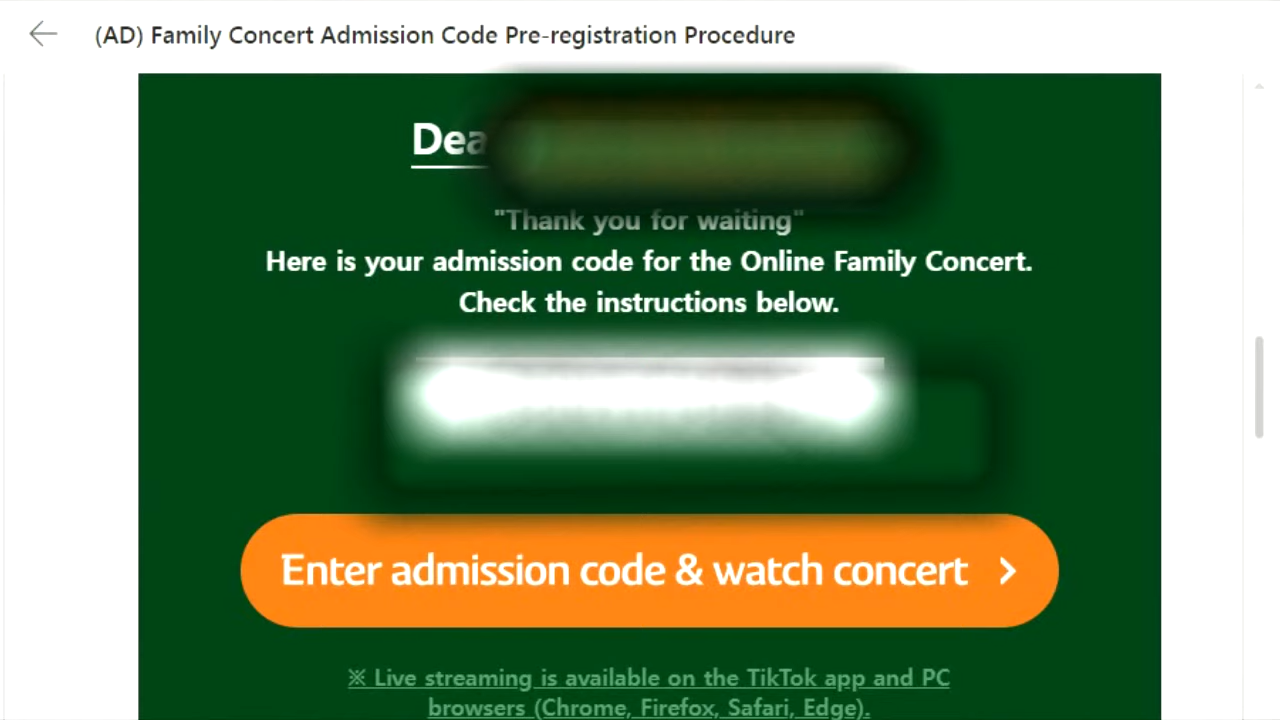 (AD) Family Concert Admission Code Pre-registration Procedure
"Thank you for waiting"
Here is your admission code for the Online Family Concert.
Check the instructions below.
Enter admission code & watch concert
※ Live streaming is available on the TikTok app and PC
browsers (Chrome, Firefox, Safari, Edge).